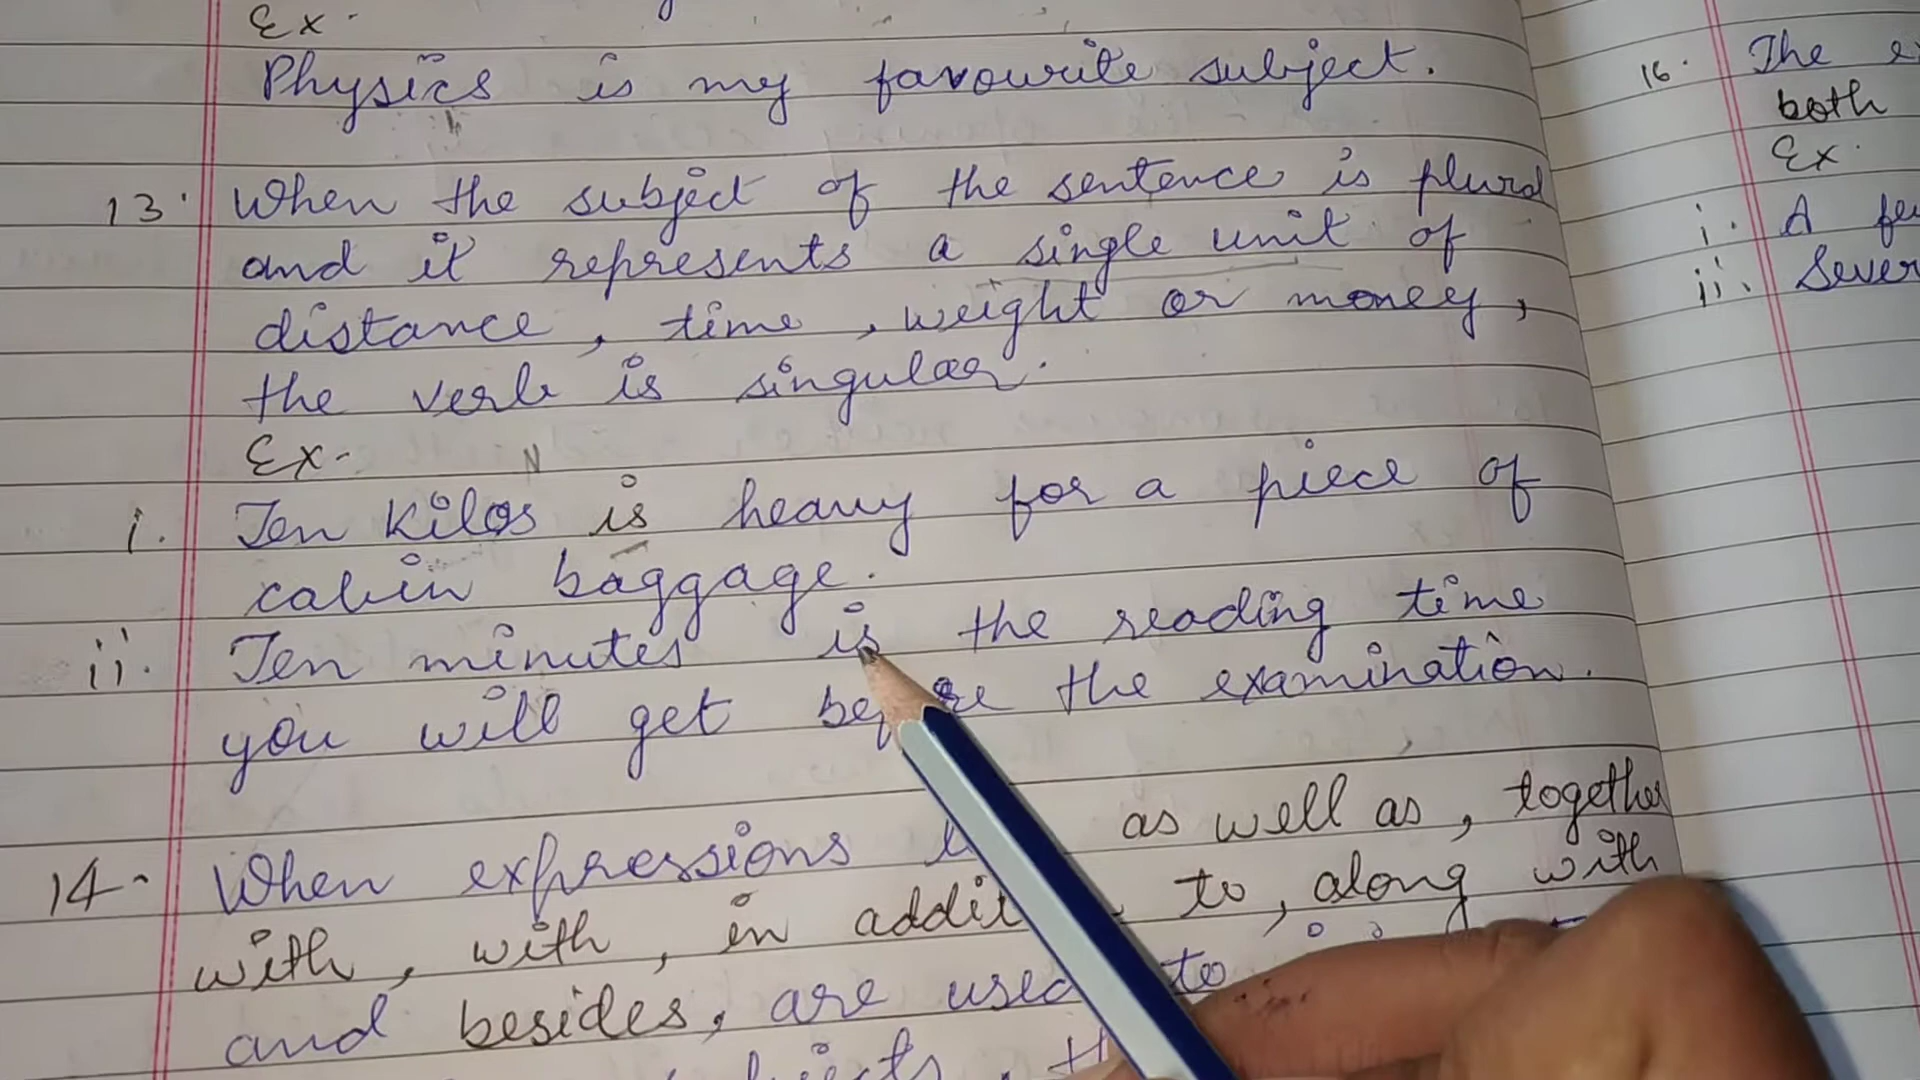 Ex.
Physics is my favourite subject.
13. When the subject of the sentence is plural
and it represents a single unit of
distance, time, weight or money,
the verb is singular.
Ex.
i. Ten kilos is heavy for a piece of
cabin baggage.
ii. Ten minutes is the reading time
you will get before the examination.
14. When expressions as well as, together
with, with, in addit to, along with
and besides, are used to
16. The e
both
Ex.
i. A few
ii. Sever